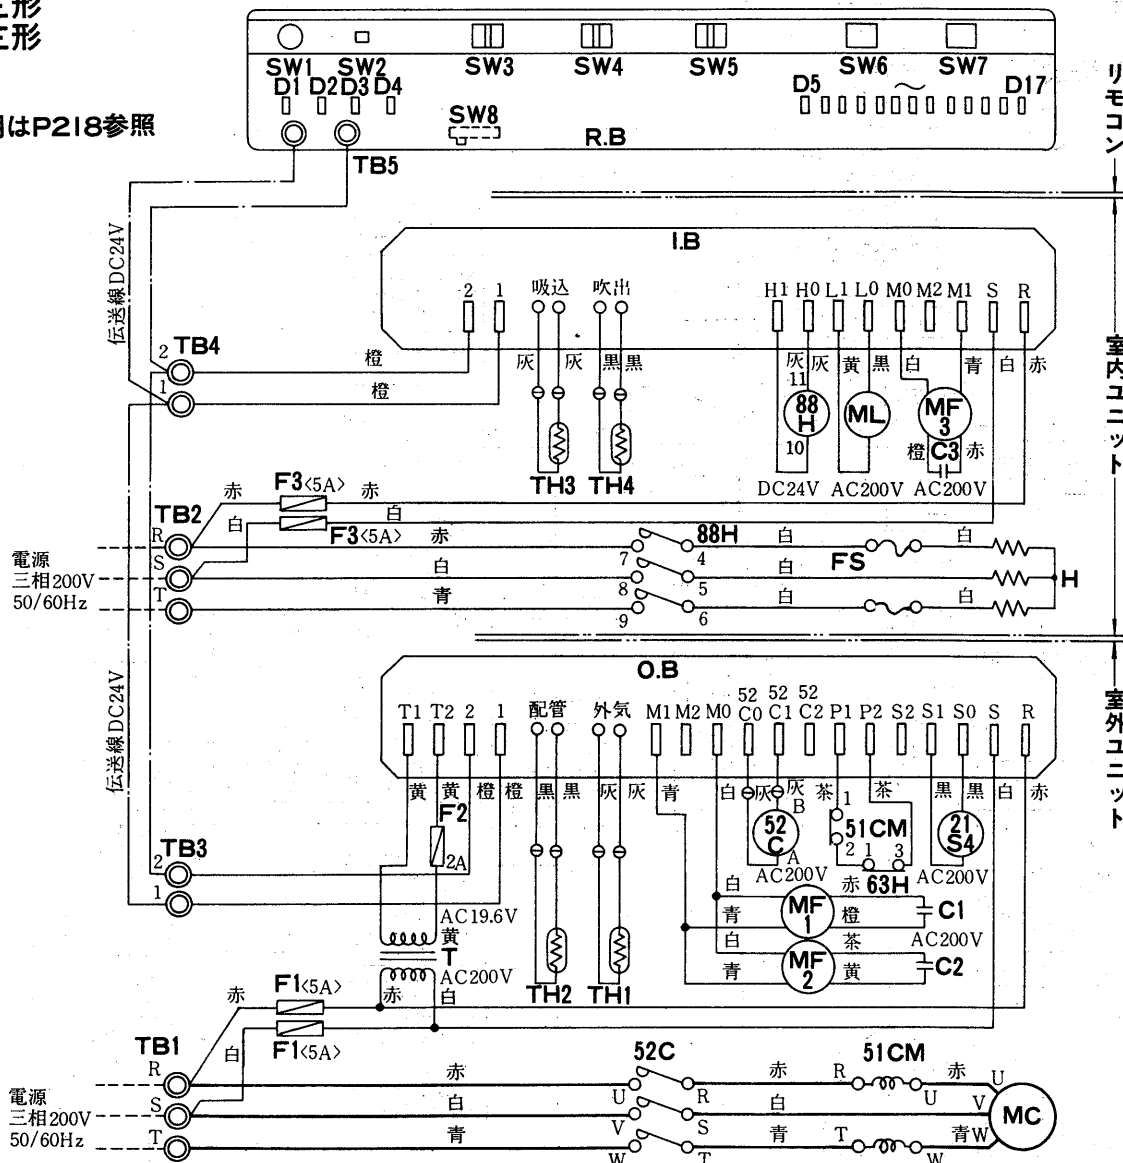 三形
三形
はP218参照
SW1 SW2 SW3 SW4 SW5 SW6 SW7
D1 D2 D3 D4 D5 〜 D17
SW8
R.B
TB5
リモコン
伝送線DC24V
I.B
2 1 吸込 吹出 H1 H0 L1 L0 M0 M2 M1 S R
TB4
2 橙
1 橙
灰 灰 黒 黒 灰 灰 黄 黒 白 青 白 赤
11
88H
10
ML
MF3
橙 C3 赤
TH3 TH4
DC24V AC200V AC200V
室内ユニット
赤 F3<5A> 赤
白 F3<5A> 白
TB2
電源
三相200V
50/60Hz
R 赤 7 88H 4 白 FS 白
S 白 8 5 白 H
T 青 9 6 白 白
伝送線DC24V
O.B
T1 T2 2 1 配管 外気 M1 M2 M0 52C0 52C1 52C2 P1 P2 S2 S1 S0 S R
黄 黄 橙 橙 黒 黒 灰 灰 青 白 灰 灰 茶 茶 黒 黒 白 赤
F2
2A
B
52C
A
AC200V
1
51CM
2 1 3
63H
21S4
AC200V
室外ユニット
TB3
2
1
AC19.6V
黄
T
AC200V
赤 白
TH2 TH1
白 MF1 赤
青 橙 C1
AC200V
白 MF2 茶
青 黄 C2
赤 F1<5A>
白 F1<5A>
TB1
電源
三相200V
50/60Hz
R 赤 U 52C R 赤 R 51CM U 赤 U
S 白 V S 白 V
T 青 W T 青 T W 青 W
MC